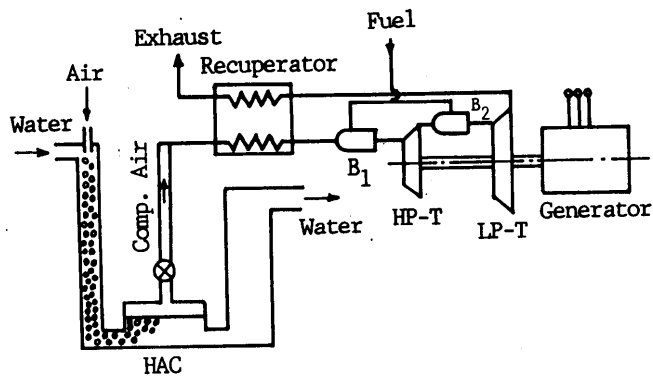 Fuel
Exhaust
Recuperator
Air
Water
B2
B1
Comp. Air
Water
HP-T
LP-T
Generator
HAC